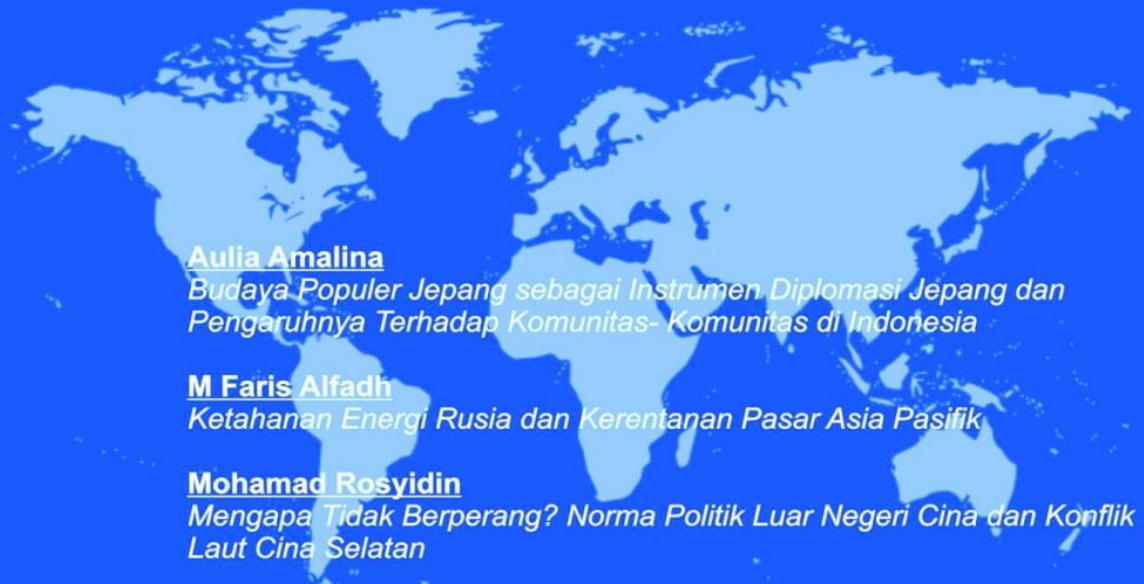 Aulia Amalina
Budaya Populer Jepang sebagai Instrumen Diplomasi Jepang dan
Pengaruhnya Terhadap Komunitas- Komunitas di Indonesia
M Faris Alfadh
Ketahanan Energi Rusia dan Kerentanan Pasar Asia Pasifik
Mohamad Rosyidin
Mengapa Tidak Berperang? Norma Politik Luar Negeri Cina dan Konflik
Laut Cina Selatan